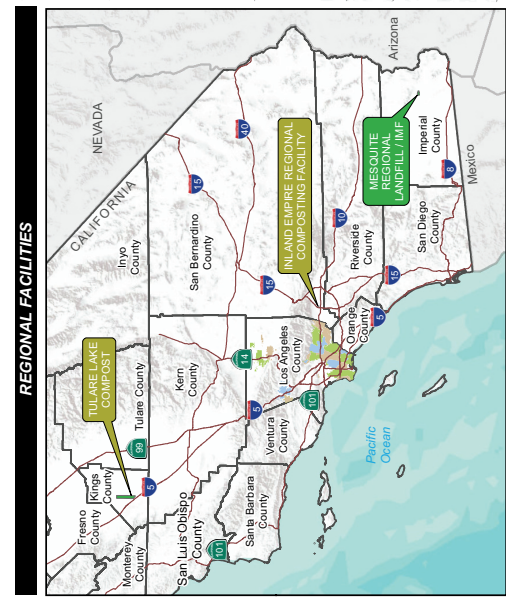 REGIONAL FACILITIES
NEVADA
CALIFORNIA
Arizona
Mexico
Pacific
Ocean
TULARE LAKE
COMPOST
INLAND EMPIRE REGIONAL
COMPOSTING FACILITY
MESQUITE
REGIONAL
LANDFILL / IMF
Fresno
County
Kings
County
Tulare County
Inyo
County
Monterey
County
San Luis Obispo
County
Kern
County
San Bernardino
County
Santa Barbara
County
Ventura
County
Los Angeles
County
Orange
County
Riverside
County
San Diego
County
Imperial
County
99
5
101
14
5
101
15
40
15
10
5
15
8